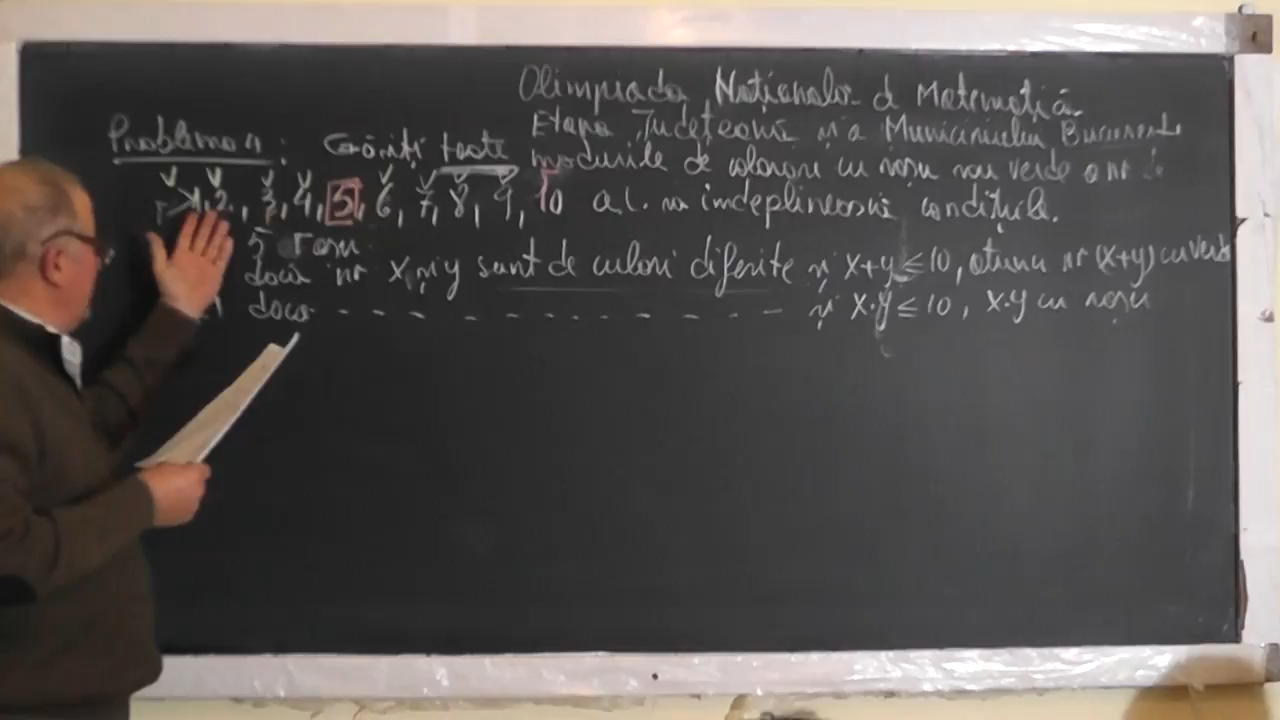 Olimpiada Națională d Matematică
Etapa Județeană și a Municipiului București
Problema 4: Găsiți toate modurile de colorare cu roșu sau verde a nr
v v v v v v v v r
1, 2, 3, 4, 5, 6, 7, 8, 9, 10 a.î. să îndeplinească condițiile.
5 roșu
dacă nr x și y sunt de culori diferite și x+y ≤ 10, atunci nr (x+y) cu verde
dacă - - - - - - - - - - - - și x·y ≤ 10, x·y cu roșu